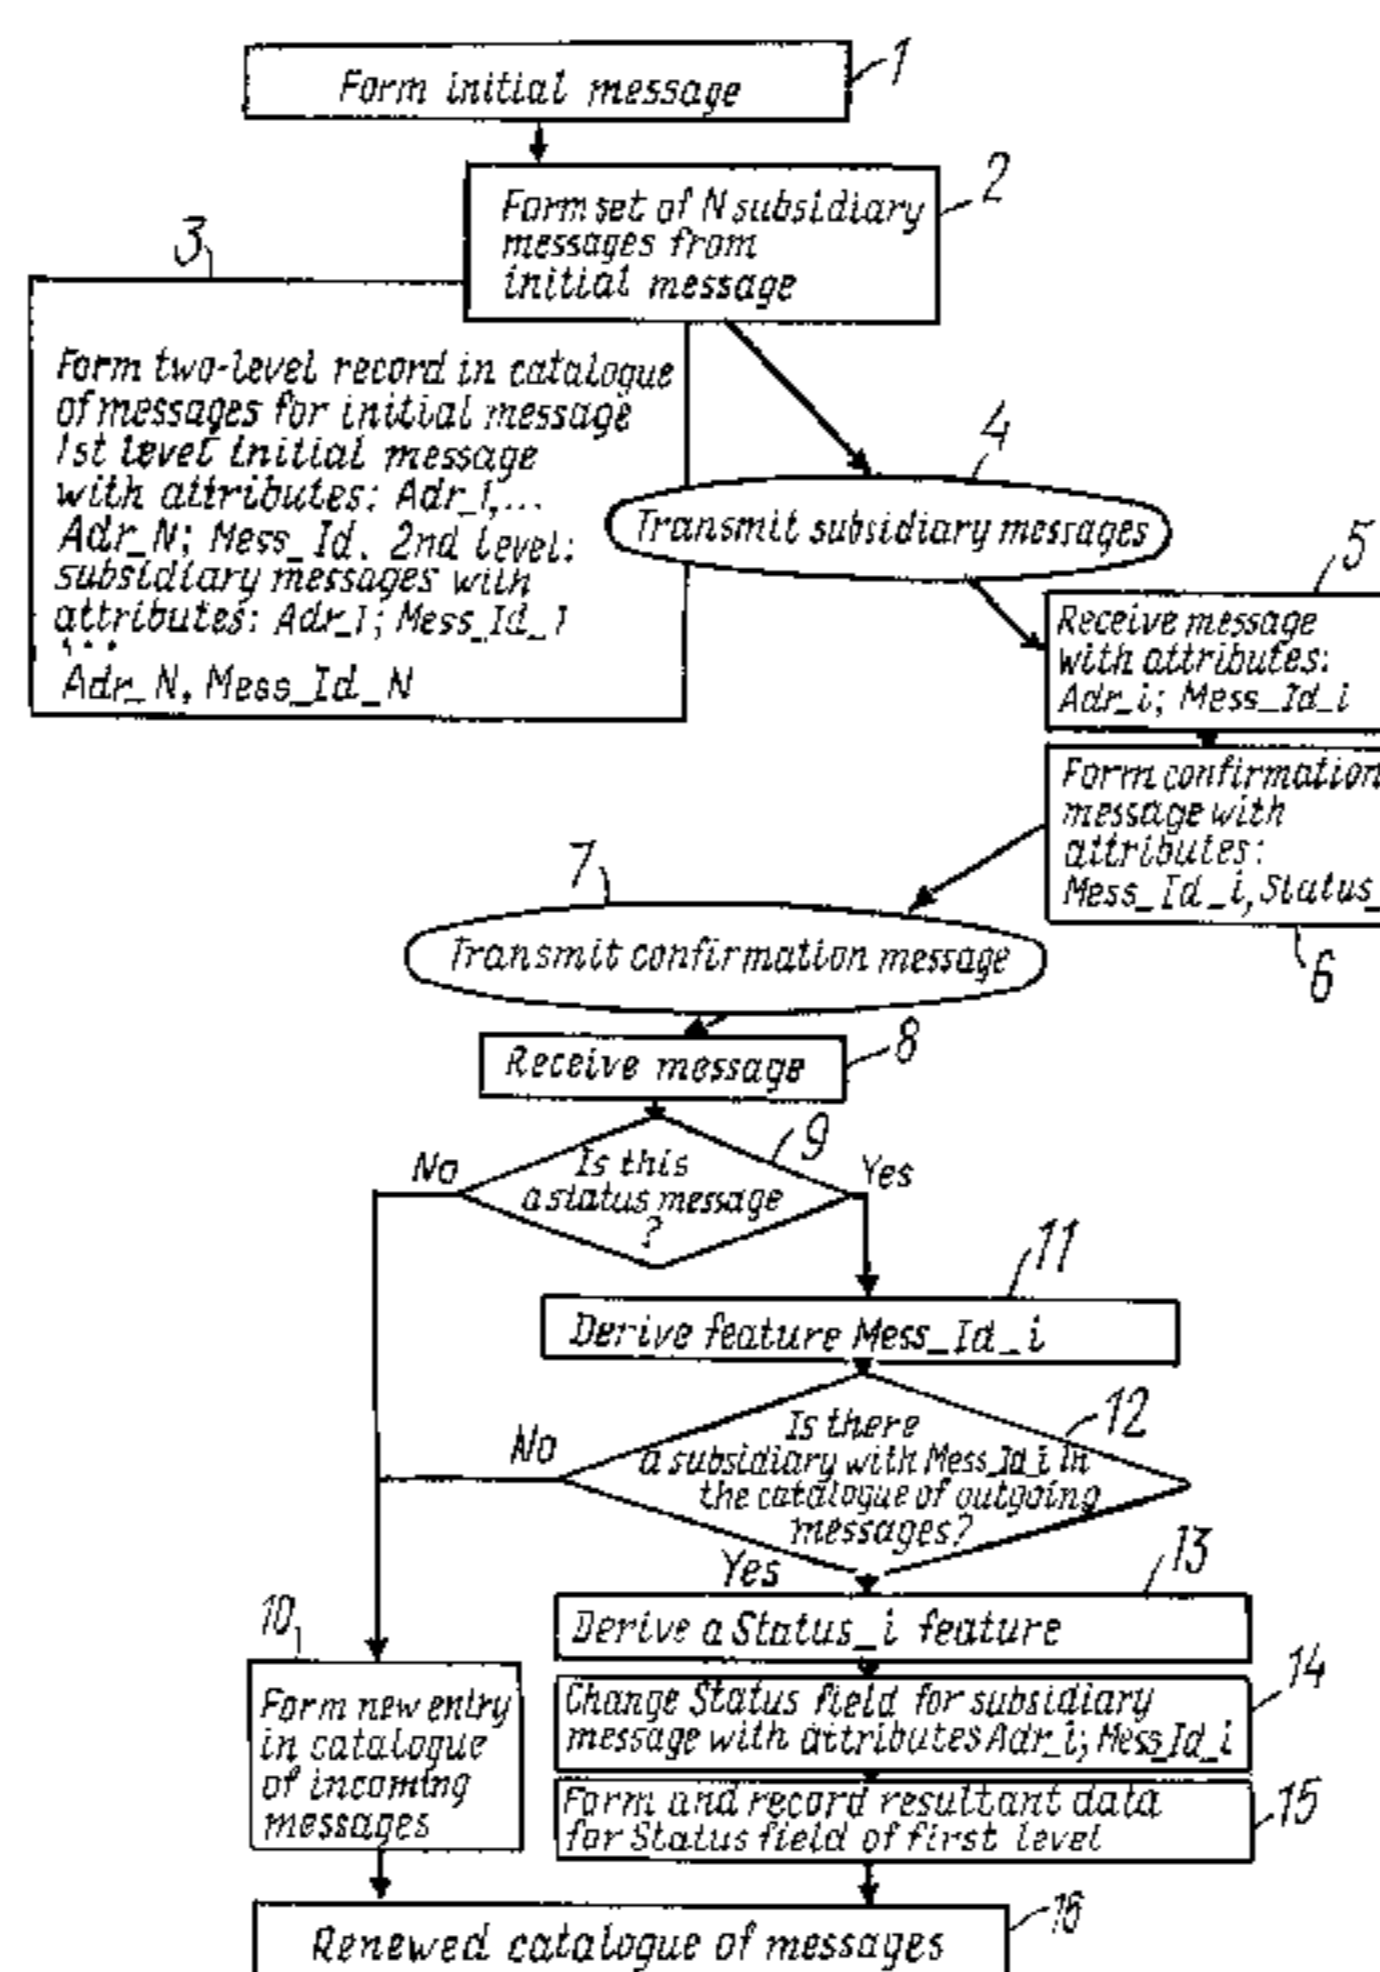 1
Form initial message
2
Form set of N subsidiary
messages from
initial message
3
Form two-level record in catalogue
of messages for initial message
1st level initial message
with attributes: Adr_1,...
Adr_N; Mess_Id. 2nd level:
subsidiary messages with
attributes: Adr_1; Mess_Id_1
...
Adr_N, Mess_Id_N
4
Transmit subsidiary messages
5
Receive message
with attributes:
Adr_i; Mess_Id_i
Form confirmation
message with
attributes:
Mess_Id_i, Status_
6
7
Transmit confirmation message
8
Receive message
9
No
Is this
a status message
?
Yes
11
Derive feature Mess_Id_i
12
No
Is there
a subsidiary with Mess_Id_i in
the catalogue of outgoing
messages?
Yes
13
Derive a Status_i feature
10
Form new entry
in catalogue
of incoming
messages
14
Change Status field for subsidiary
message with attributes Adr_i; Mess_Id_i
15
Form and record resultant data
for Status field of first level
16
Renewed catalogue of messages